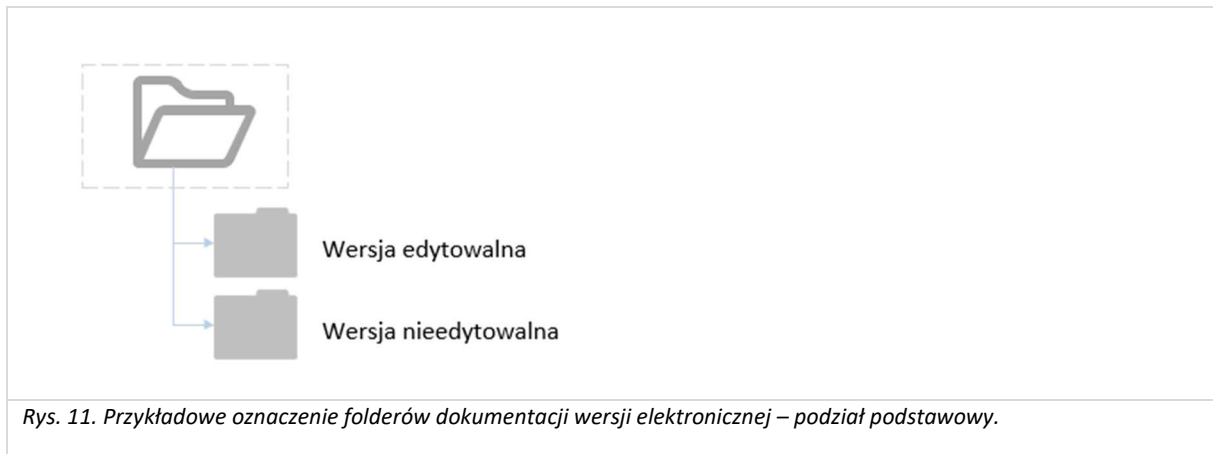 Wersja edytowalna
Wersja nieedytowalna
Rys. 11. Przykładowe oznaczenie folderów dokumentacji wersji elektronicznej – podział podstawowy.